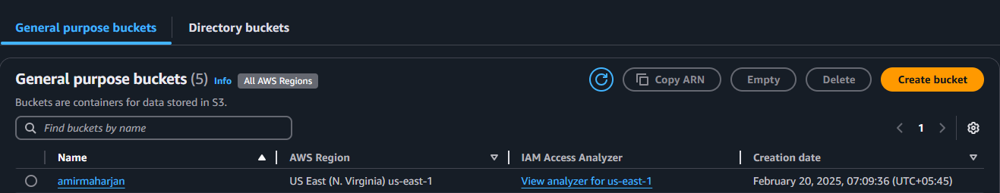 General purpose buckets Directory buckets
General purpose buckets (5) Info All AWS Regions Copy ARN Empty Delete Create bucket
Buckets are containers for data stored in S3.
Find buckets by name 1
Name AWS Region IAM Access Analyzer Creation date
amirmaharjan US East (N. Virginia) us-east-1 View analyzer for us-east-1 February 20, 2025, 07:09:36 (UTC+05:45)